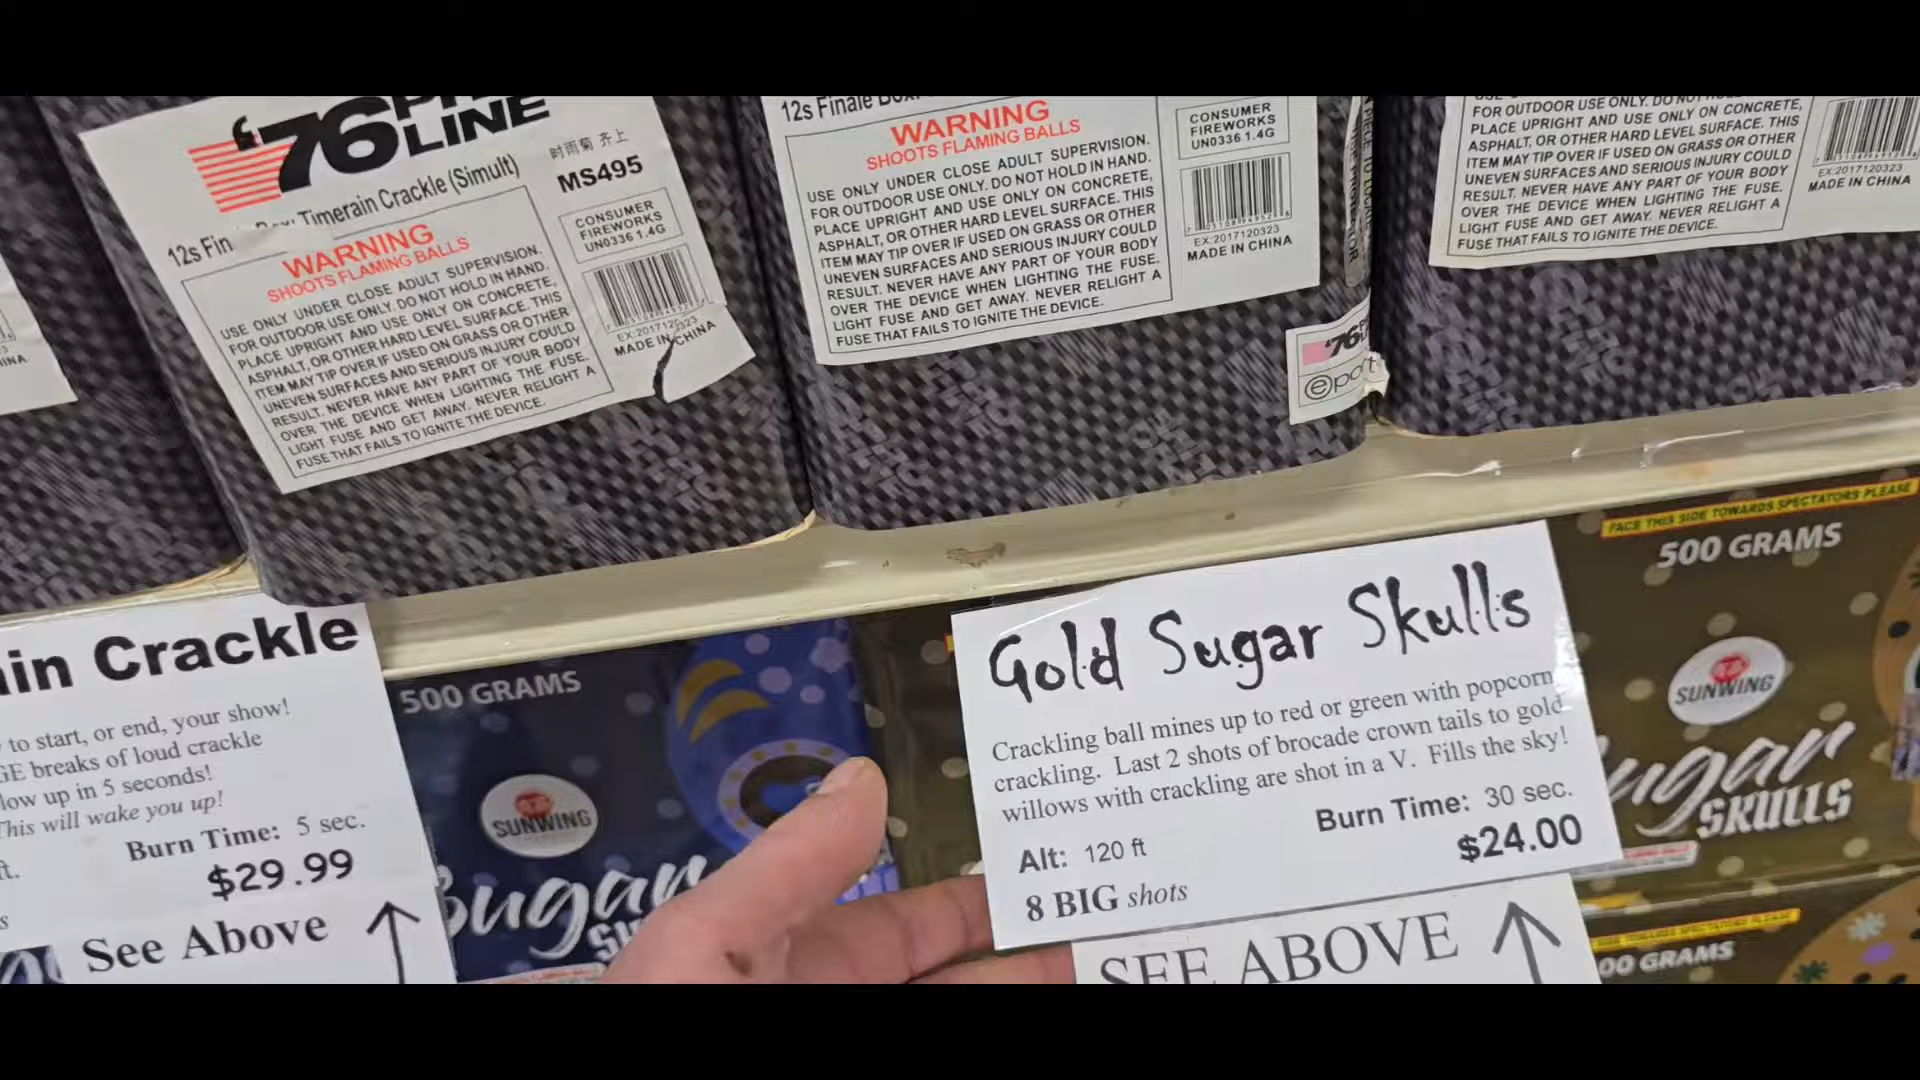 '76 PRO
LINE
时雨菊 齐上
MS495
12s Fin Box: Timerain Crackle (Simult)
WARNING
SHOOTS FLAMING BALLS
USE ONLY UNDER CLOSE ADULT SUPERVISION.
FOR OUTDOOR USE ONLY. DO NOT HOLD IN HAND.
PLACE UPRIGHT AND USE ONLY ON CONCRETE,
ASPHALT, OR OTHER HARD LEVEL SURFACE. THIS
ITEM MAY TIP OVER IF USED ON GRASS OR OTHER
UNEVEN SURFACES AND SERIOUS INJURY COULD
RESULT. NEVER HAVE ANY PART OF YOUR BODY
OVER THE DEVICE WHEN LIGHTING THE FUSE.
LIGHT FUSE AND GET AWAY. NEVER RELIGHT A
FUSE THAT FAILS TO IGNITE THE DEVICE.
CONSUMER
FIREWORKS
UN0336 1.4G
EX:2017120323
MADE IN CHINA
12s Finale Box:
WARNING
SHOOTS FLAMING BALLS
USE ONLY UNDER CLOSE ADULT SUPERVISION.
FOR OUTDOOR USE ONLY. DO NOT HOLD IN HAND.
PLACE UPRIGHT AND USE ONLY ON CONCRETE,
ASPHALT, OR OTHER HARD LEVEL SURFACE. THIS
ITEM MAY TIP OVER IF USED ON GRASS OR OTHER
UNEVEN SURFACES AND SERIOUS INJURY COULD
RESULT. NEVER HAVE ANY PART OF YOUR BODY
OVER THE DEVICE WHEN LIGHTING THE FUSE.
LIGHT FUSE AND GET AWAY. NEVER RELIGHT A
FUSE THAT FAILS TO IGNITE THE DEVICE.
CONSUMER
FIREWORKS
UN0336 1.4G
EX:2017120323
MADE IN CHINA
'76
FOR OUTDOOR USE ONLY. DO NOT
PLACE UPRIGHT AND USE ONLY ON CONCRETE,
ASPHALT, OR OTHER HARD LEVEL SURFACE. THIS
ITEM MAY TIP OVER IF USED ON GRASS OR OTHER
UNEVEN SURFACES AND SERIOUS INJURY COULD
RESULT. NEVER HAVE ANY PART OF YOUR BODY
OVER THE DEVICE WHEN LIGHTING THE FUSE.
LIGHT FUSE AND GET AWAY. NEVER RELIGHT A
FUSE THAT FAILS TO IGNITE THE DEVICE.
EX:2017120323
MADE IN CHINA
in Crackle
to start, or end, your show!
GE breaks of loud crackle
low up in 5 seconds!
This will wake you up!
Burn Time: 5 sec.
ft.
$29.99
See Above
500 GRAMS
SUNWING
Sugar
Gold Sugar Skulls
Crackling ball mines up to red or green with popcorn
crackling. Last 2 shots of brocade crown tails to gold
willows with crackling are shot in a V. Fills the sky!
Alt: 120 ft
Burn Time: 30 sec.
8 BIG shots
$24.00
SEE ABOVE
FACE THIS SIDE TOWARDS SPECTATORS PLEASE
500 GRAMS
SUNWING
Sugar
SKULLS
SIDE TOWARDS SPECTATORS PLEASE
00 GRAMS